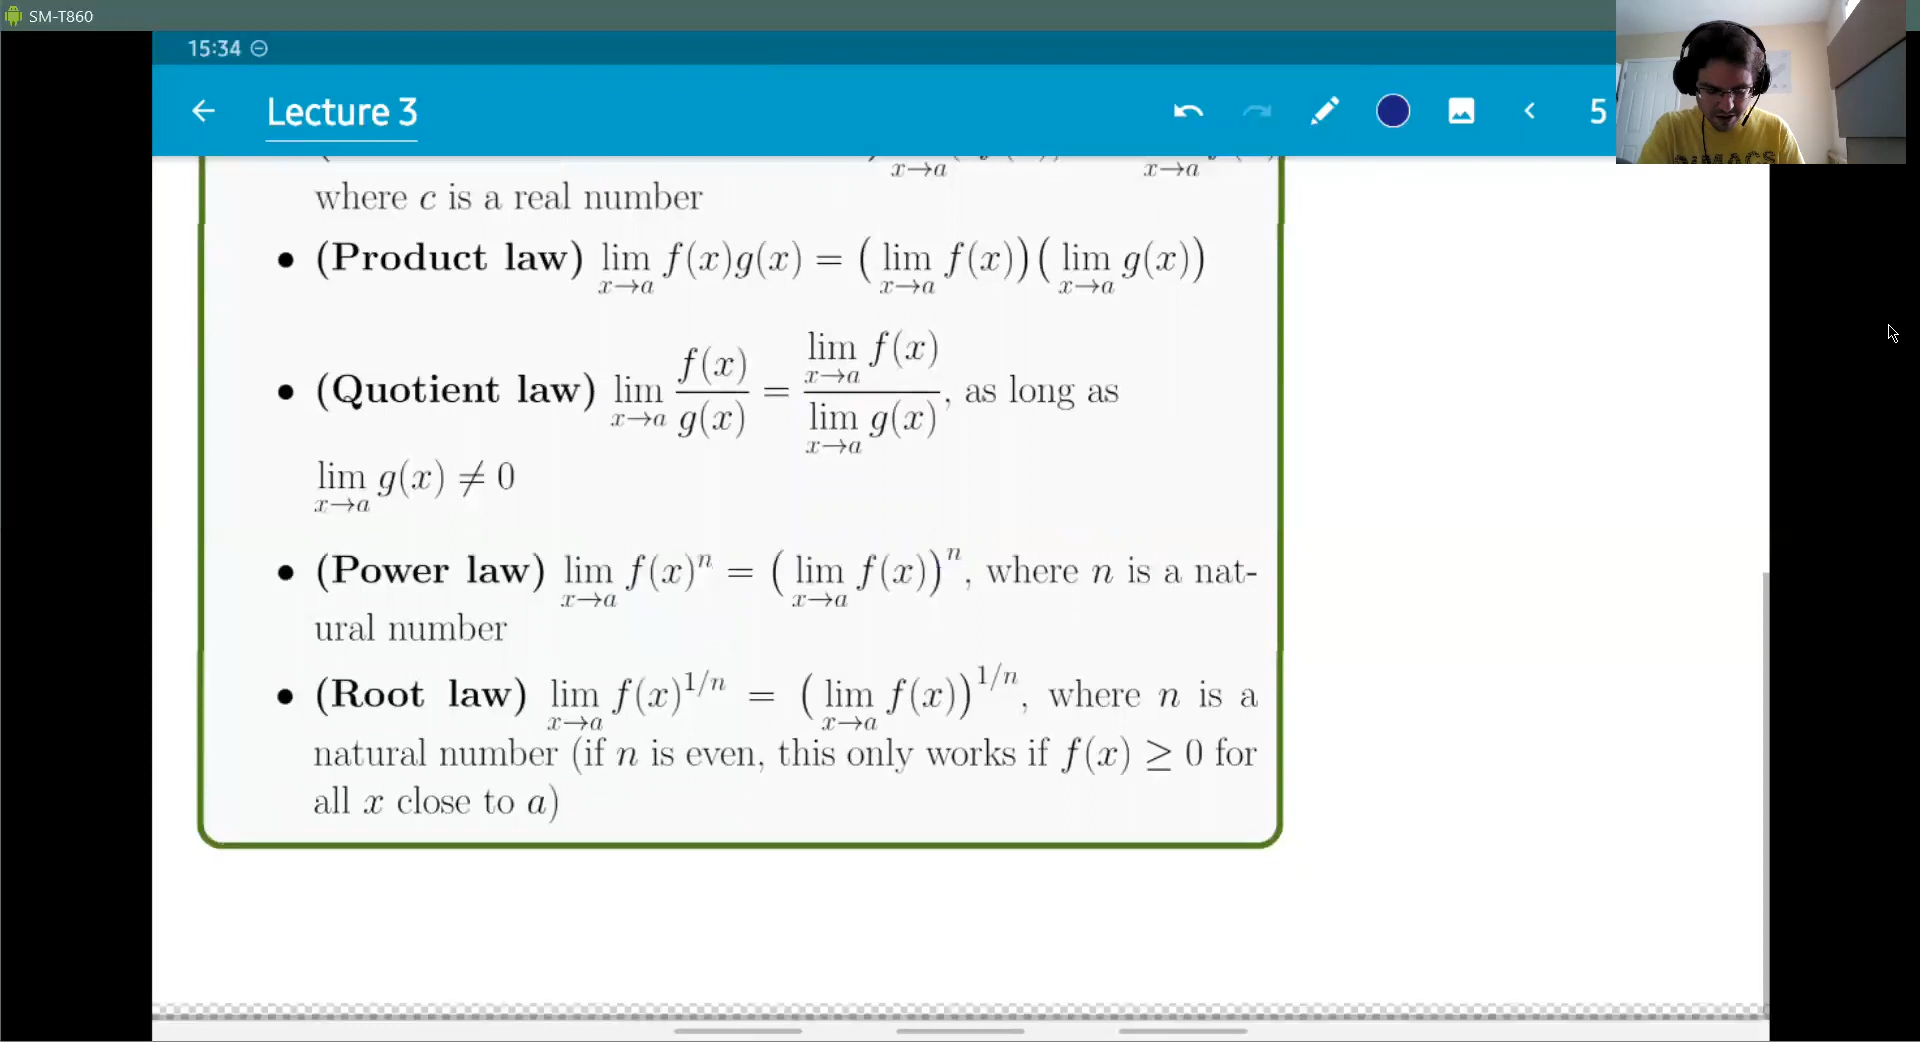 SM-T860
15:34
Lecture 3
5
x→a x→a
where c is a real number
• (Product law) lim_{x→a} f(x)g(x) = ( lim_{x→a} f(x))( lim_{x→a} g(x))
• (Quotient law) lim_{x→a} f(x)/g(x) = lim_{x→a} f(x) / lim_{x→a} g(x), as long as
lim_{x→a} g(x) ≠ 0
• (Power law) lim_{x→a} f(x)^n = ( lim_{x→a} f(x))^n, where n is a nat-
ural number
• (Root law) lim_{x→a} f(x)^{1/n} = ( lim_{x→a} f(x))^{1/n}, where n is a
natural number (if n is even, this only works if f(x) ≥ 0 for
all x close to a)